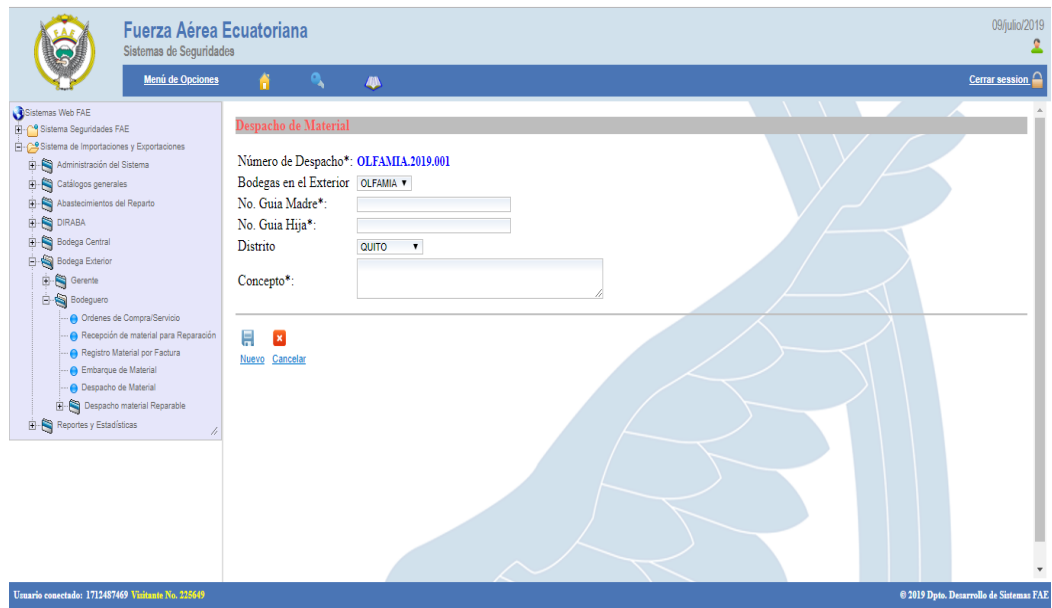 Fuerza Aérea Ecuatoriana
09/julio/2019
Sistemas de Seguridades
Menú de Opciones
Cerrar session
Sistemas Web FAE
Sistema Seguridades FAE
Sistema de Importaciones y Exportaciones
Administración del Sistema
Catálogos generales
Abastecimientos del Reparto
DIRABA
Bodega Central
Bodega Exterior
Gerente
Bodeguero
Ordenes de Compra/Servicio
Recepción de material para Reparación
Registro Material por Factura
Embarque de Material
Despacho de Material
Despacho material Reparable
Reportes y Estadísticas
Despacho de Material
Número de Despacho*: OLFAMIA.2019.001
Bodegas en el Exterior OLFAMIA
No. Guia Madre*:
No. Guia Hija*:
Distrito QUITO
Concepto*:
Nuevo Cancelar
Usuario conectado: 1712487469 Visitante No. 225649
© 2019 Dpto. Desarrollo de Sistemas FAE